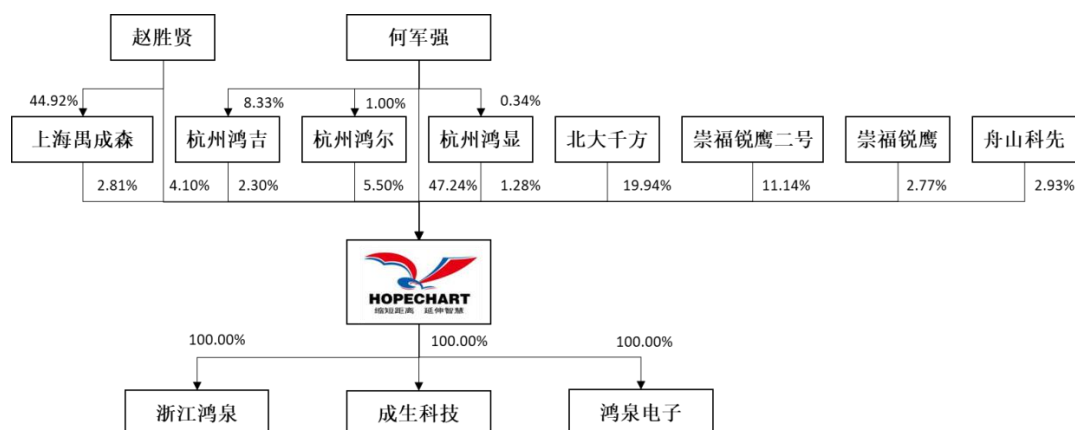 赵胜贤
何军强
44.92%
8.33%
1.00%
0.34%
上海禺成森
杭州鸿吉
杭州鸿尔
杭州鸿显
北大千方
崇福锐鹰二号
崇福锐鹰
舟山科先
2.81%
4.10%
2.30%
5.50%
47.24%
1.28%
19.94%
11.14%
2.77%
2.93%
HOPECHART
缩短距离 延伸智慧
100.00%
100.00%
100.00%
浙江鸿泉
成生科技
鸿泉电子